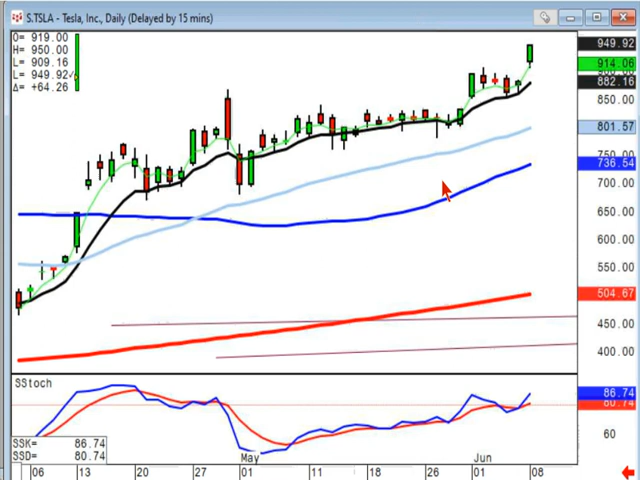 S.TSLA - Tesla, Inc., Daily (Delayed by 15 mins)
O= 919.00
H= 950.00
L= 909.16
L= 949.92
Δ= +64.26
949.92
914.06
882.16
850.00
801.57
750.00
736.54
700.00
650.00
600.00
550.00
504.67
450.00
400.00
SStoch
86.74
80.74
60
SSK= 86.74
SSD= 80.74
May
Jun
06 13 20 27 01 11 18 26 01 08